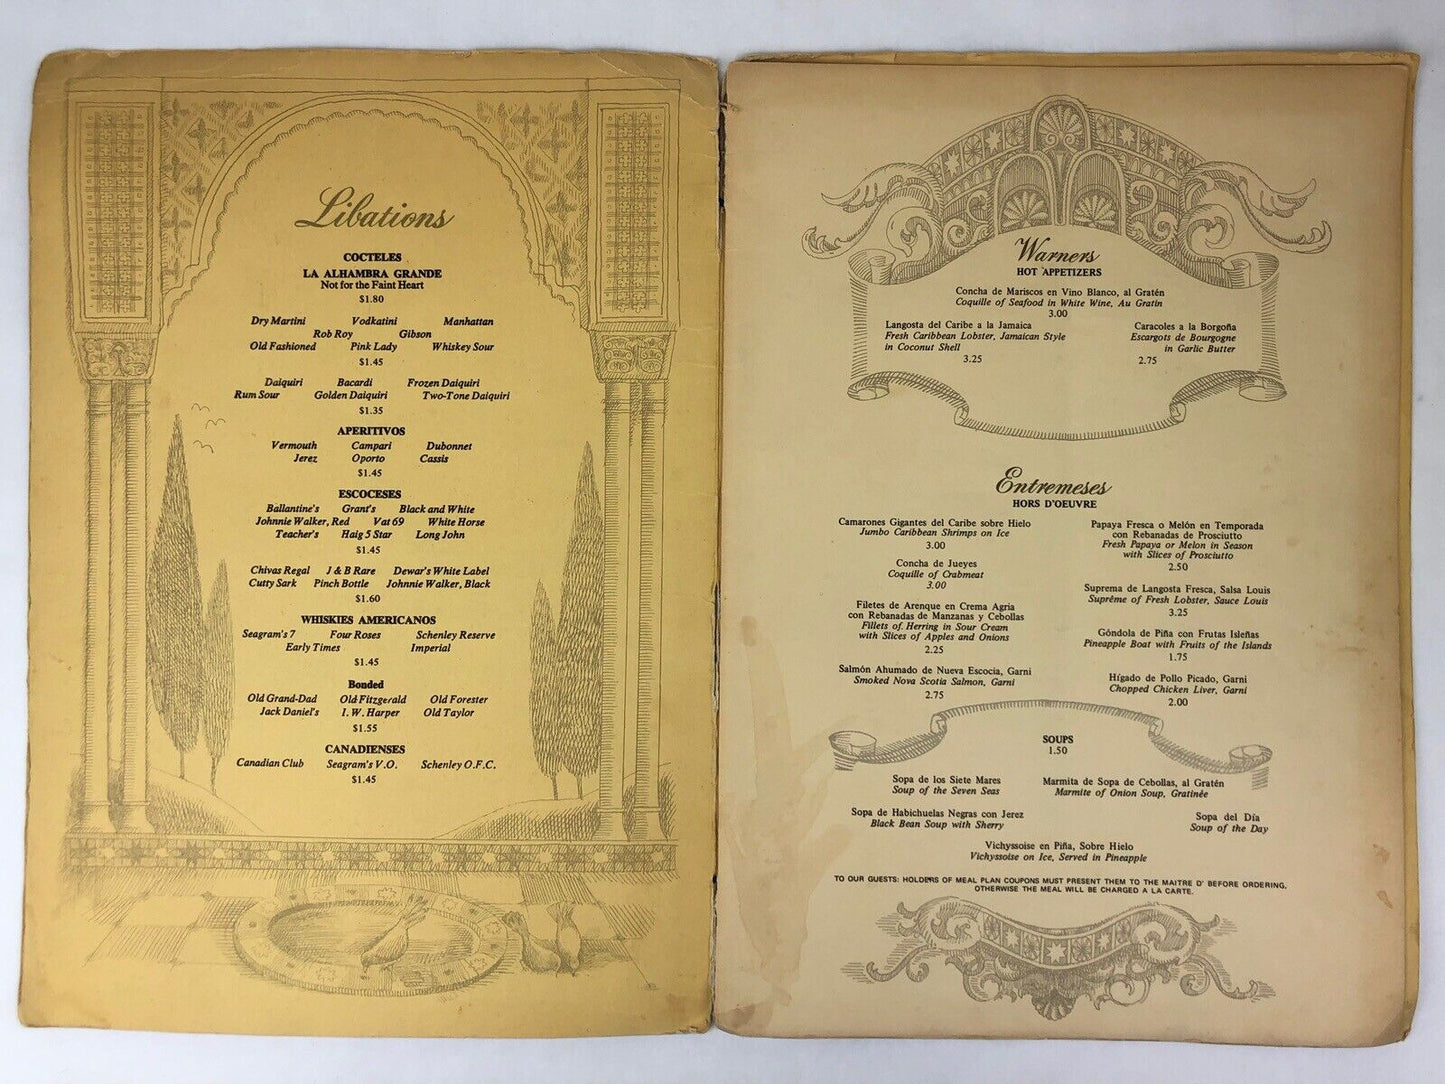 Libations
COCTELES
LA ALHAMBRA GRANDE
Not for the Faint Heart
$1.80
Dry Martini Vodkatini Manhattan
Rob Roy Gibson
Old Fashioned Pink Lady Whiskey Sour
$1.45
Daiquiri Bacardi Frozen Daiquiri
Rum Sour Golden Daiquiri Two-Tone Daiquiri
$1.35
APERITIVOS
Vermouth Campari Dubonnet
Jerez Oporto Cassis
$1.45
ESCOCESES
Ballantine's Grant's Black and White
Johnnie Walker, Red Vat 69 White Horse
Teacher's Haig 5 Star Long John
$1.45
Chivas Regal J & B Rare Dewar's White Label
Cutty Sark Pinch Bottle Johnnie Walker, Black
$1.60
WHISKIES AMERICANOS
Seagram's 7 Four Roses Schenley Reserve
Early Times Imperial
$1.45
Bonded
Old Grand-Dad Old Fitzgerald Old Forester
Jack Daniel's I. W. Harper Old Taylor
$1.55
CANADIENSES
Canadian Club Seagram's V.O. Schenley O.F.C.
$1.45
Warners
HOT APPETIZERS
Concha de Mariscos en Vino Blanco, al Gratén
Coquille of Seafood in White Wine, Au Gratin
3.00
Langosta del Caribe a la Jamaica
Fresh Caribbean Lobster, Jamaican Style
in Coconut Shell
3.25
Caracoles a la Borgoña
Escargots de Bourgogne
in Garlic Butter
2.75
Entremeses
HORS D'OEUVRE
Camarones Gigantes del Caribe sobre Hielo
Jumbo Caribbean Shrimps on Ice
3.00
Concha de Jueyes
Coquille of Crabmeat
3.00
Filetes de Arenque en Crema Agria
con Rebanadas de Manzanas y Cebollas
Fillets of Herring in Sour Cream
with Slices of Apples and Onions
2.25
Salmón Ahumado de Nueva Escocia, Garni
Smoked Nova Scotia Salmon, Garni
2.75
Papaya Fresca o Melón en Temporada
con Rebanadas de Prosciutto
Fresh Papaya or Melon in Season
with Slices of Prosciutto
2.50
Suprema de Langosta Fresca, Salsa Louis
Suprême of Fresh Lobster, Sauce Louis
3.25
Góndola de Piña con Frutas Isleñas
Pineapple Boat with Fruits of the Islands
1.75
Hígado de Pollo Picado, Garni
Chopped Chicken Liver, Garni
2.00
SOUPS
1.50
Sopa de los Siete Mares
Soup of the Seven Seas
Marmita de Sopa de Cebollas, al Gratén
Marmite of Onion Soup, Gratinée
Sopa de Habichuelas Negras con Jerez
Black Bean Soup with Sherry
Sopa del Día
Soup of the Day
Vichyssoise en Piña, Sobre Hielo
Vichyssoise on Ice, Served in Pineapple
TO OUR GUESTS: HOLDERS OF MEAL PLAN COUPONS MUST PRESENT THEM TO THE MAITRE D' BEFORE ORDERING,
OTHERWISE THE MEAL WILL BE CHARGED A LA CARTE.